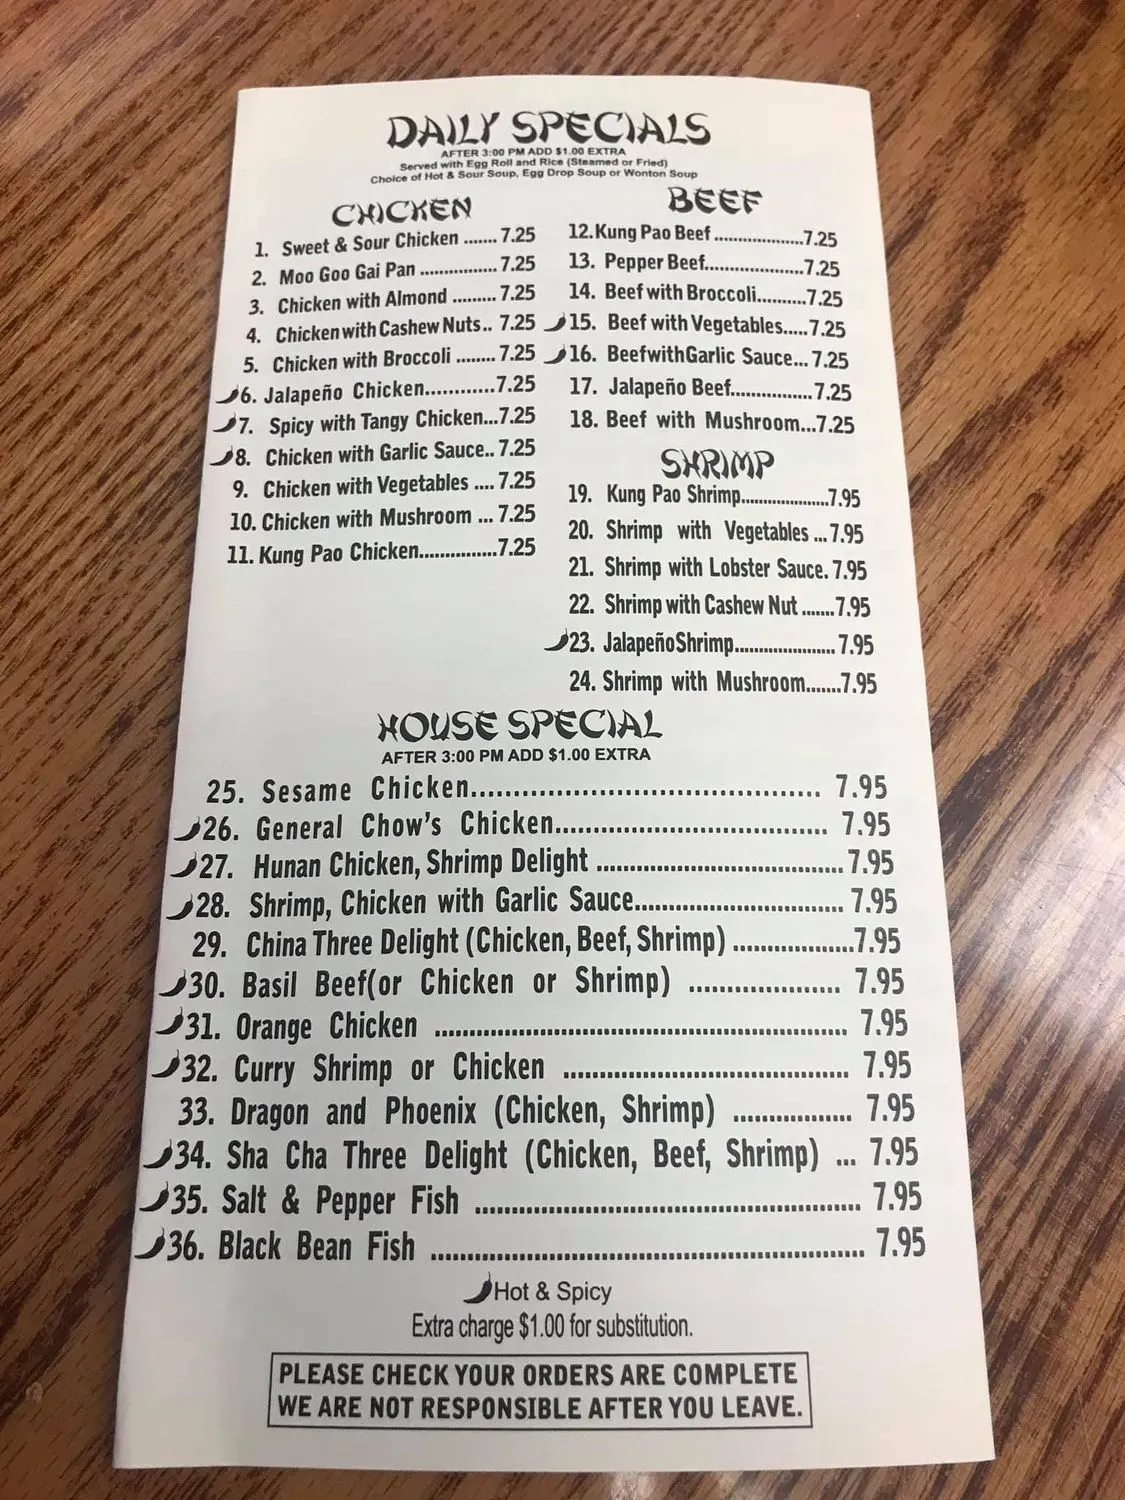 DAILY SPECIALS
AFTER 3:00 PM ADD $1.00 EXTRA
Served with Egg Roll and Rice (Steamed or Fried)
Choice of Hot & Sour Soup, Egg Drop Soup or Wonton Soup
CHICKEN
1. Sweet & Sour Chicken ....... 7.25
2. Moo Goo Gai Pan ................ 7.25
3. Chicken with Almond ......... 7.25
4. Chicken with Cashew Nuts.. 7.25
5. Chicken with Broccoli ........ 7.25
6. Jalapeño Chicken............7.25
7. Spicy with Tangy Chicken...7.25
8. Chicken with Garlic Sauce.. 7.25
9. Chicken with Vegetables .... 7.25
10. Chicken with Mushroom ... 7.25
11. Kung Pao Chicken...............7.25
BEEF
12. Kung Pao Beef ...................7.25
13. Pepper Beef.....................7.25
14. Beef with Broccoli..........7.25
15. Beef with Vegetables.....7.25
16. Beef with Garlic Sauce... 7.25
17. Jalapeño Beef.................7.25
18. Beef with Mushroom...7.25
SHRIMP
19. Kung Pao Shrimp....................7.95
20. Shrimp with Vegetables ...7.95
21. Shrimp with Lobster Sauce. 7.95
22. Shrimp with Cashew Nut .......7.95
23. Jalapeño Shrimp...................... 7.95
24. Shrimp with Mushroom.......7.95
HOUSE SPECIAL
AFTER 3:00 PM ADD $1.00 EXTRA
25. Sesame Chicken............................................. 7.95
26. General Chow's Chicken................................... 7.95
27. Hunan Chicken, Shrimp Delight ................................7.95
28. Shrimp, Chicken with Garlic Sauce.............................. 7.95
29. China Three Delight (Chicken, Beef, Shrimp) ..................7.95
30. Basil Beef(or Chicken or Shrimp) .................... 7.95
31. Orange Chicken ....................................................... 7.95
32. Curry Shrimp or Chicken ...................................... 7.95
33. Dragon and Phoenix (Chicken, Shrimp) ................ 7.95
34. Sha Cha Three Delight (Chicken, Beef, Shrimp) ... 7.95
35. Salt & Pepper Fish .................................................... 7.95
36. Black Bean Fish .......................................................... 7.95
Hot & Spicy
Extra charge $1.00 for substitution.
PLEASE CHECK YOUR ORDERS ARE COMPLETE
WE ARE NOT RESPONSIBLE AFTER YOU LEAVE.